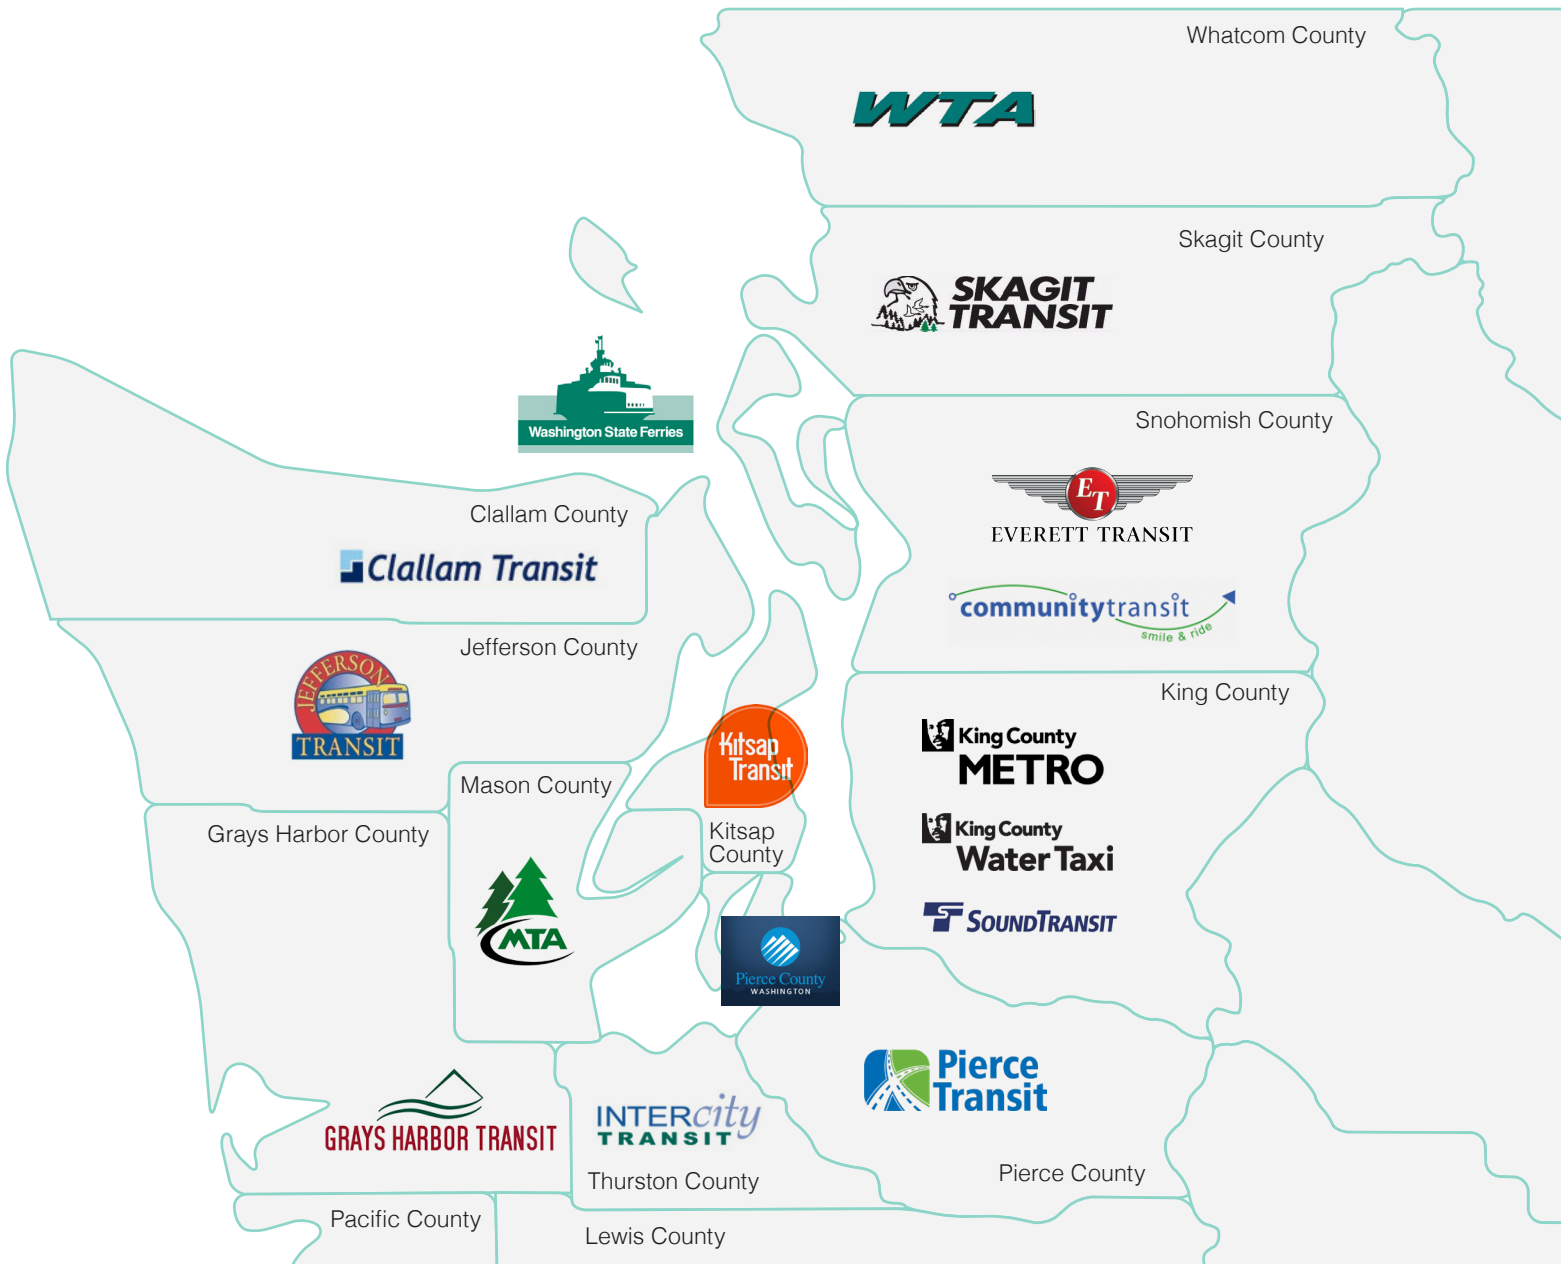 Whatcom County
WTA
Skagit County
SKAGIT
TRANSIT
Washington State Ferries
Snohomish County
ET
EVERETT TRANSIT
communitytransit
smile & ride
Clallam County
Clallam Transit
Jefferson County
JEFFERSON
TRANSIT
King County
King County
METRO
King County
Water Taxi
SOUNDTRANSIT
Kitsap
Transit
Kitsap
County
Mason County
MTA
Grays Harbor County
Pierce County
WASHINGTON
GRAYS HARBOR TRANSIT
INTERcity
TRANSIT
Thurston County
Pierce
Transit
Pierce County
Pacific County
Lewis County